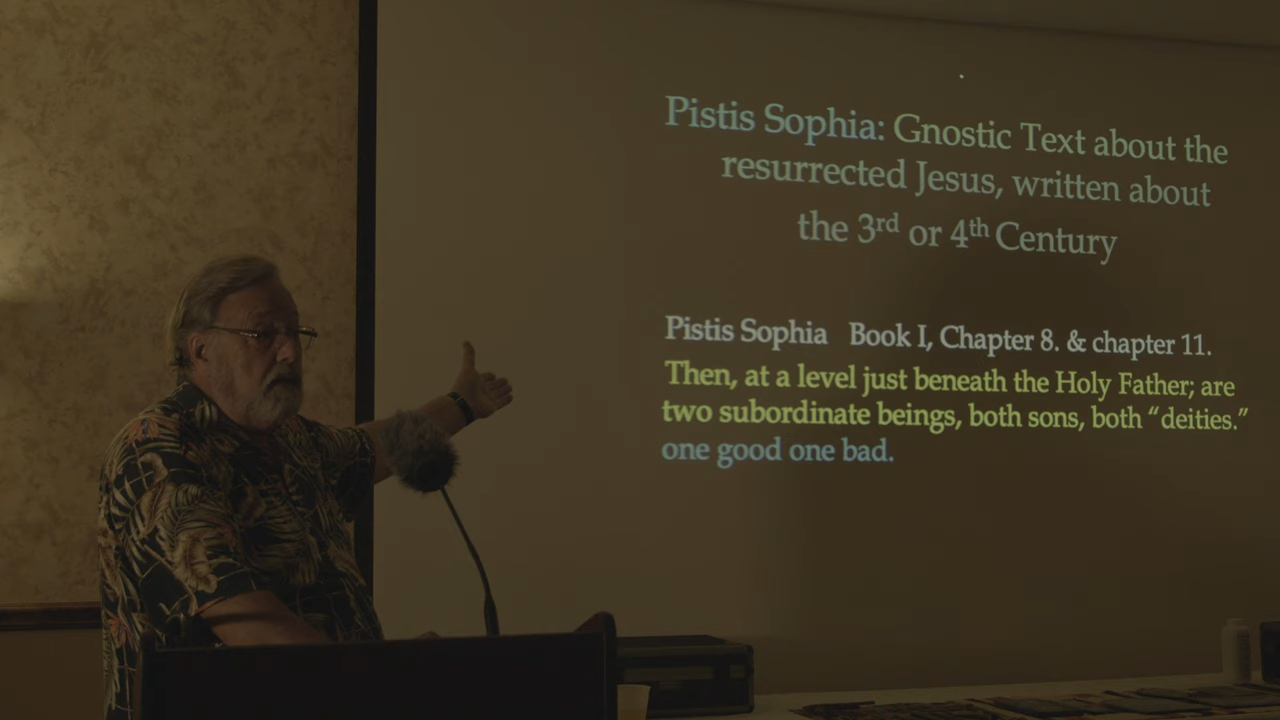 Pistis Sophia: Gnostic Text about the
resurrected Jesus, written about
the 3rd or 4th Century
Pistis Sophia Book I, Chapter 8. & chapter 11.
Then, at a level just beneath the Holy Father; are
two subordinate beings, both sons, both “deities.”
one good one bad.